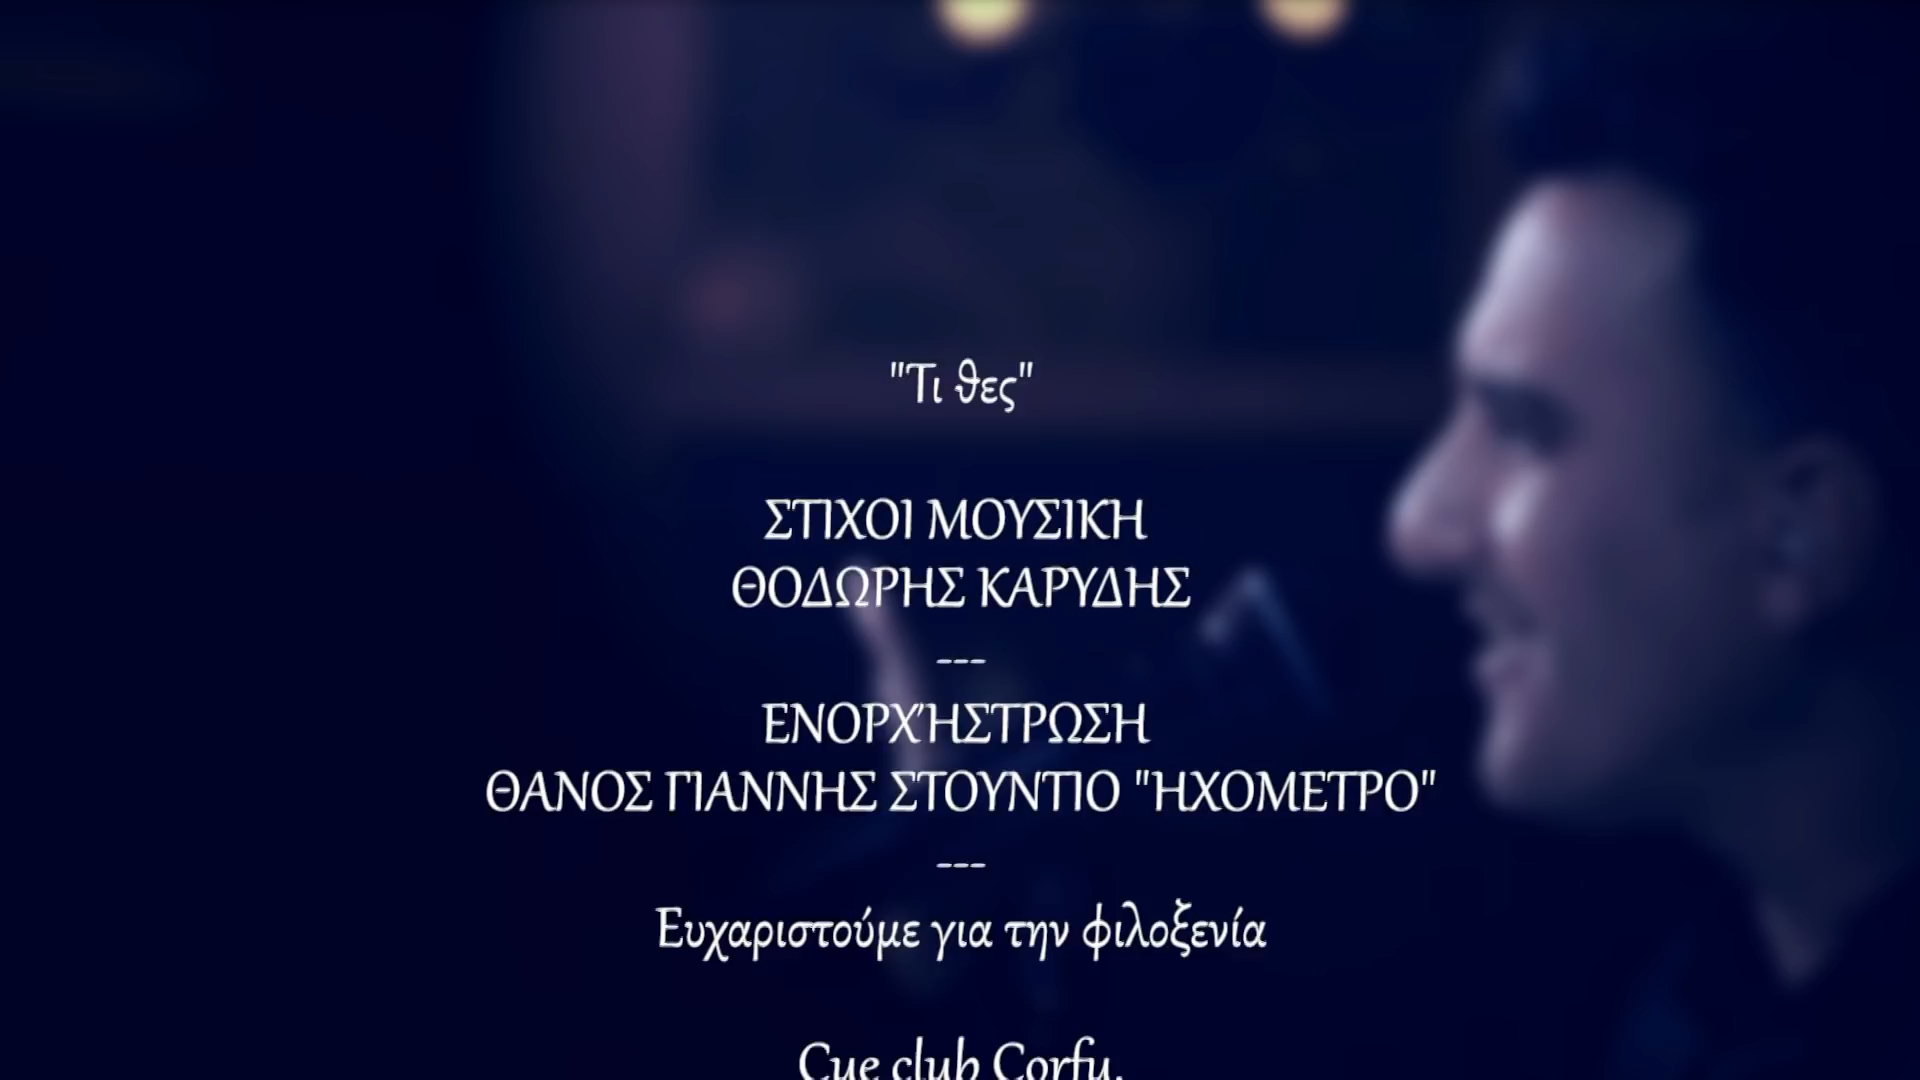 "Τι θες"
ΣΤΙΧΟΙ ΜΟΥΣΙΚΗ
ΘΟΔΩΡΗΣ ΚΑΡΥΔΗΣ
---
ΕΝΟΡΧΉΣΤΡΩΣΗ
ΘΑΝΟΣ ΓΙΑΝΝΗΣ ΣΤΟΥΝΤΙΟ "ΗΧΟΜΕΤΡΟ"
---
Ευχαριστούμε για την φιλοξενία
Cue club Corfu.